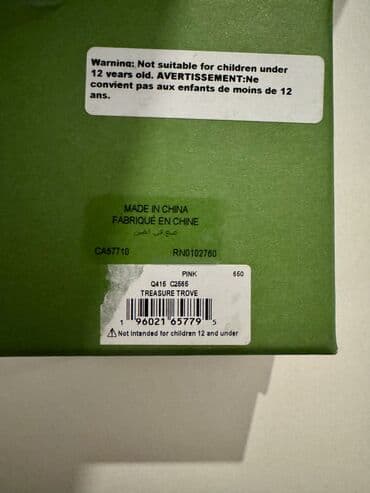 Warning: Not suitable for children under
12 years old. AVERTISSEMENT:Ne
convient pas aux enfants de moins de 12
ans.
MADE IN CHINA
FABRIQUÉ EN CHINE
صنع في الصين
CA57710 RN0102760
PINK 650
Q415 C2565
TREASURE TROVE
1 96021 65779 5
⚠Not intended for children 12 and under